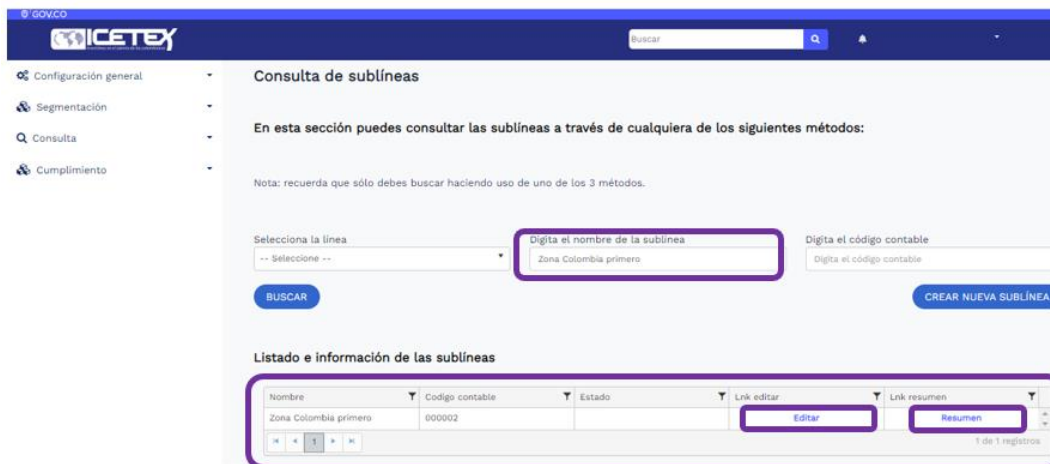 GOV.CO
ICETEX
Buscar
Configuración general
Segmentación
Consulta
Cumplimiento
Consulta de sublíneas
En esta sección puedes consultar las sublíneas a través de cualquiera de los siguientes métodos:
Nota: recuerda que sólo debes buscar haciendo uso de uno de los 3 métodos.
Selecciona la línea Digita el nombre de la sublínea Digita el código contable
-- Seleccione -- Zona Colombia primero Digita el código contable
BUSCAR CREAR NUEVA SUBLÍNEA
Listado e información de las sublíneas
Nombre Codigo contable Estado Lnk editar Lnk resumen
Zona Colombia primero 000002 Editar Resumen
1 1 de 1 registros